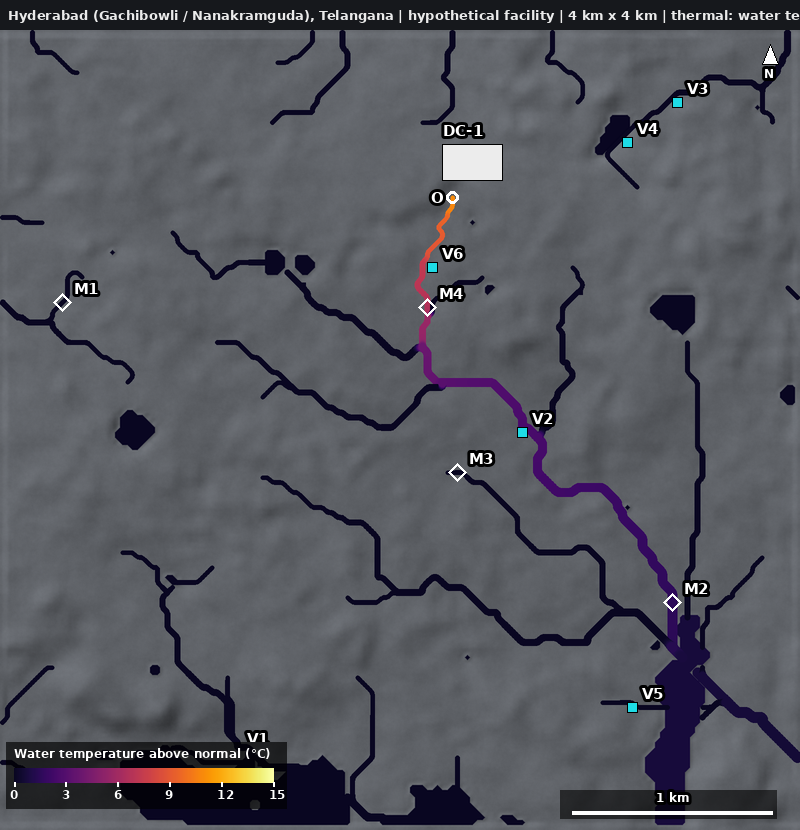 Hyderabad (Gachibowli / Nanakramguda), Telangana | hypothetical facility | 4 km x 4 km | thermal: water te
N
V3
DC-1
V4
O
V6
M1
M4
V2
M3
M2
V5
V1
Water temperature above normal (°C)
0 3 6 9 12 15
1 km